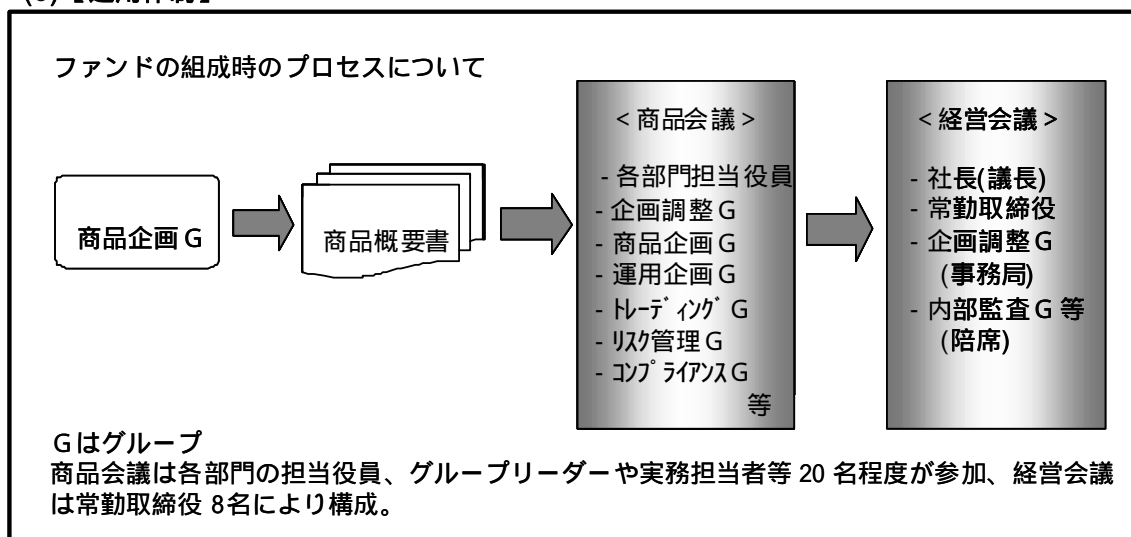 ファンドの組成時のプロセスについて
商品企画G
商品概要書
<商品会議>
- 各部門担当役員
- 企画調整G
- 商品企画G
- 運用企画G
- ﾄﾚｰﾃﾞｨﾝｸﾞG
- ﾘｽｸ管理G
- ｺﾝﾌﾟﾗｲｱﾝｽG
等
<経営会議>
- 社長(議長)
- 常勤取締役
- 企画調整G
(事務局)
- 内部監査G 等
(陪席)
Gはグループ
商品会議は各部門の担当役員、グループリーダーや実務担当者等 20 名程度が参加、経営会議
は常勤取締役 8名により構成。